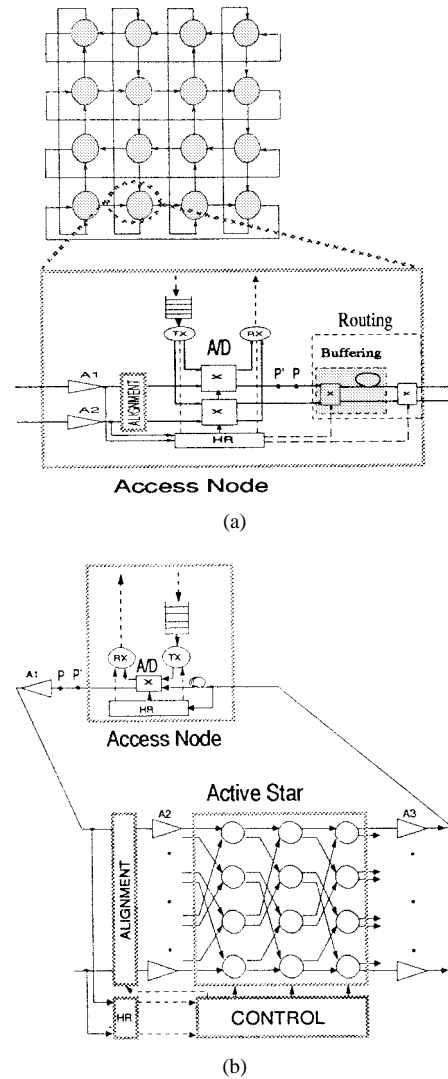 Routing
Buffering
TX
RX
A/D
A1
X
P' P
X
X
ALIGNMENT
A2
X
HR
Access Node
(a)
RX
TX
A/D
A1
P P'
X
HR
Access Node
Active Star
A2
A3
ALIGNMENT
HR
CONTROL
(b)